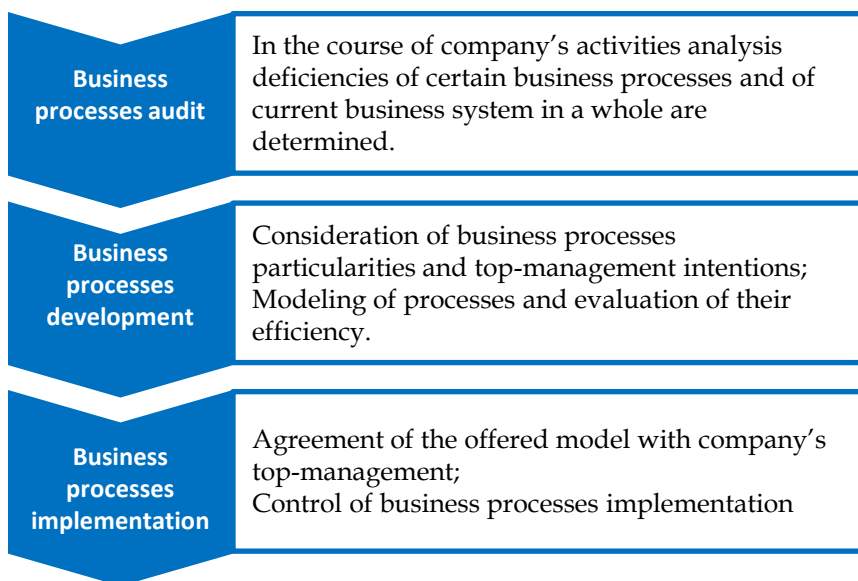 Business
processes audit
In the course of company’s activities analysis
deficiencies of certain business processes and of
current business system in a whole are
determined.
Business
processes
development
Consideration of business processes
particularities and top-management intentions;
Modeling of processes and evaluation of their
efficiency.
Business
processes
implementation
Agreement of the offered model with company’s
top-management;
Control of business processes implementation